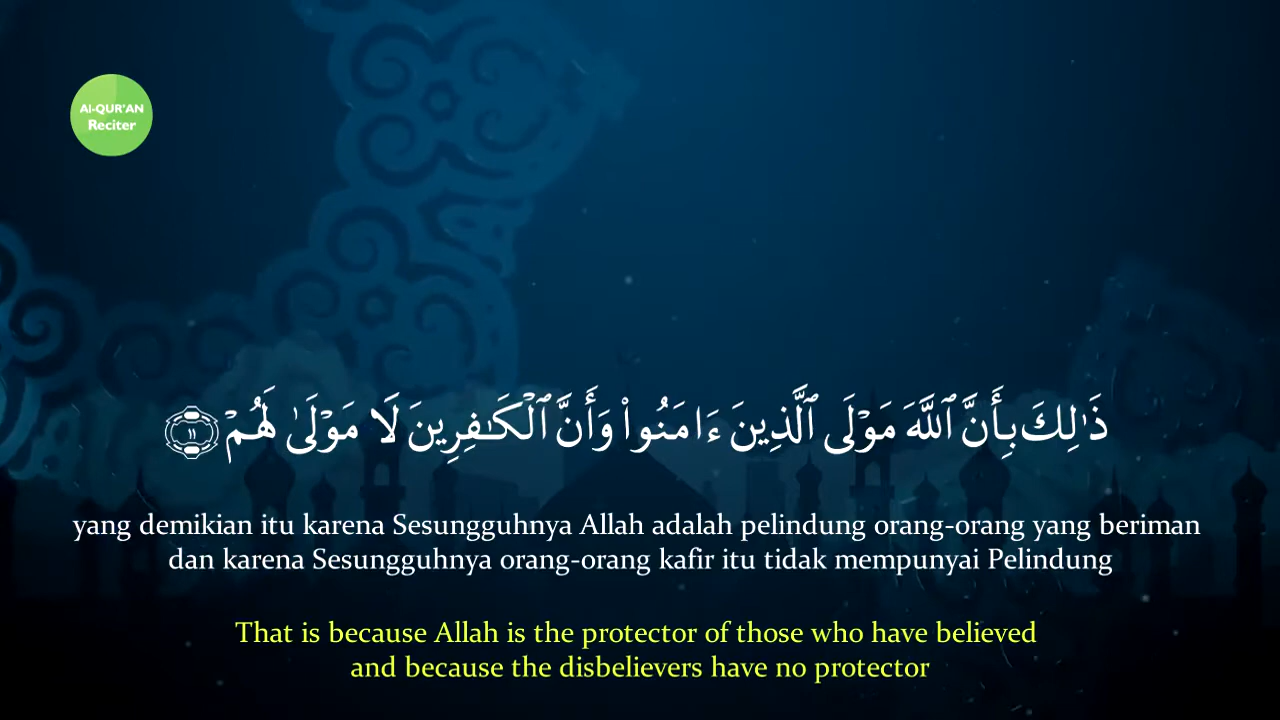 Al-QUR'AN
Reciter
ذَٰلِكَ بِأَنَّ ٱللَّهَ مَوْلَى ٱلَّذِينَ ءَامَنُوا۟ وَأَنَّ ٱلْكَـٰفِرِينَ لَا مَوْلَىٰ لَهُمْ ١١
yang demikian itu karena Sesungguhnya Allah adalah pelindung orang-orang yang beriman
dan karena Sesungguhnya orang-orang kafir itu tidak mempunyai Pelindung
That is because Allah is the protector of those who have believed
and because the disbelievers have no protector